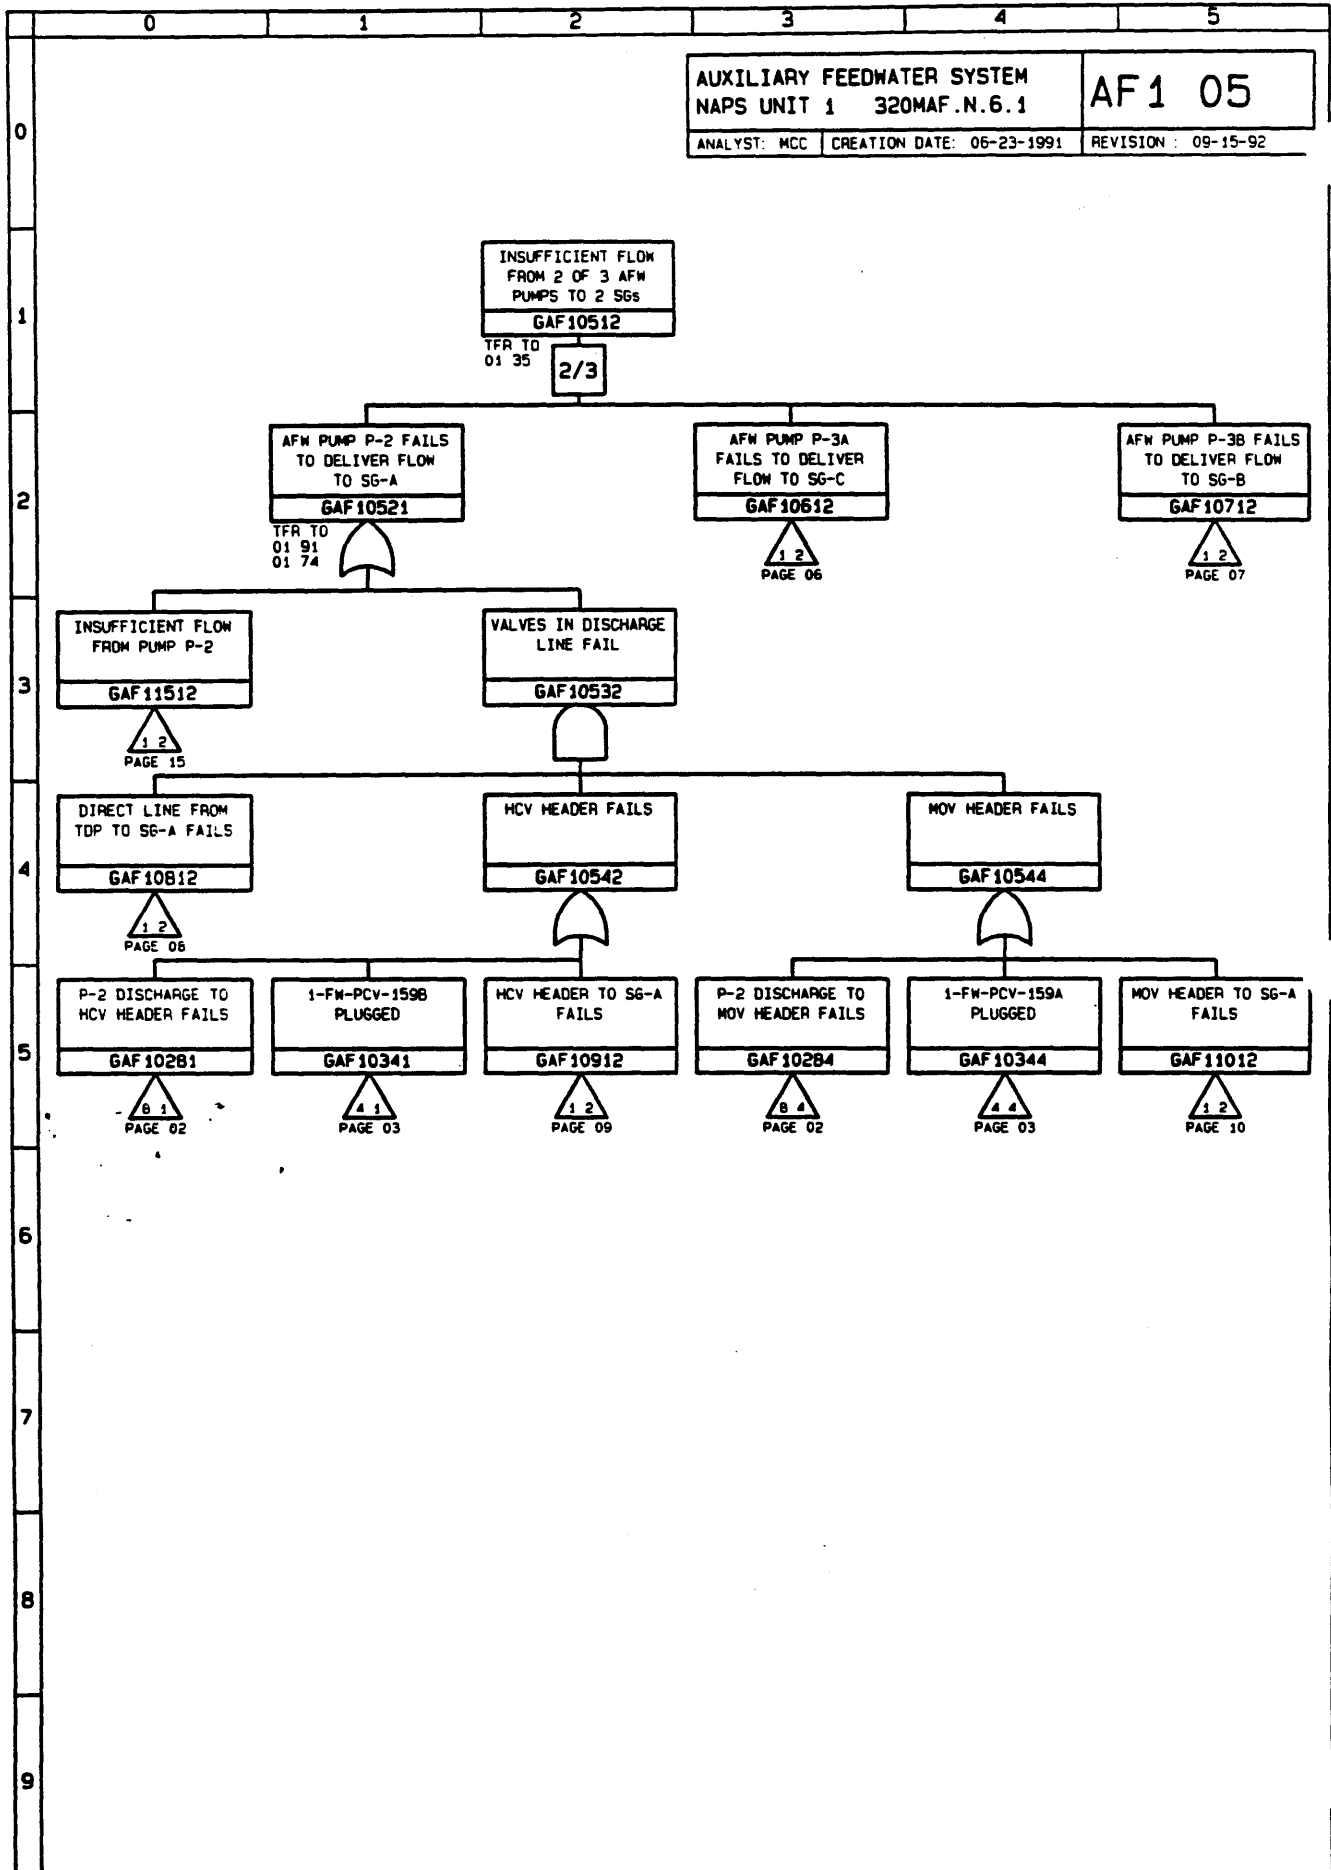 0 1 2 3 4 5
AUXILIARY FEEDWATER SYSTEM
NAPS UNIT 1 320MAF.N.6.1
AF1 05
ANALYST: MCC CREATION DATE: 06-23-1991 REVISION : 09-15-92
0
INSUFFICIENT FLOW
FROM 2 OF 3 AFW
PUMPS TO 2 SGs
GAF10512
1
TFR TO
01 35
2/3
AFW PUMP P-2 FAILS
TO DELIVER FLOW
TO SG-A
GAF10521
AFW PUMP P-3A
FAILS TO DELIVER
FLOW TO SG-C
GAF10612
AFW PUMP P-3B FAILS
TO DELIVER FLOW
TO SG-B
GAF10712
2
TFR TO
01 91
01 74
1 2
PAGE 06
1 2
PAGE 07
INSUFFICIENT FLOW
FROM PUMP P-2
GAF11512
VALVES IN DISCHARGE
LINE FAIL
GAF10532
3
1 2
PAGE 15
DIRECT LINE FROM
TDP TO SG-A FAILS
GAF10812
HCV HEADER FAILS
GAF10542
MOV HEADER FAILS
GAF10544
4
1 2
PAGE 08
P-2 DISCHARGE TO
HCV HEADER FAILS
GAF10281
1-FW-PCV-159B
PLUGGED
GAF10341
HCV HEADER TO SG-A
FAILS
GAF10912
P-2 DISCHARGE TO
MOV HEADER FAILS
GAF10284
1-FW-PCV-159A
PLUGGED
GAF10344
MOV HEADER TO SG-A
FAILS
GAF11012
5
8 1
PAGE 02
4 1
PAGE 03
1 2
PAGE 09
8 4
PAGE 02
4 4
PAGE 03
1 2
PAGE 10
6
7
8
9